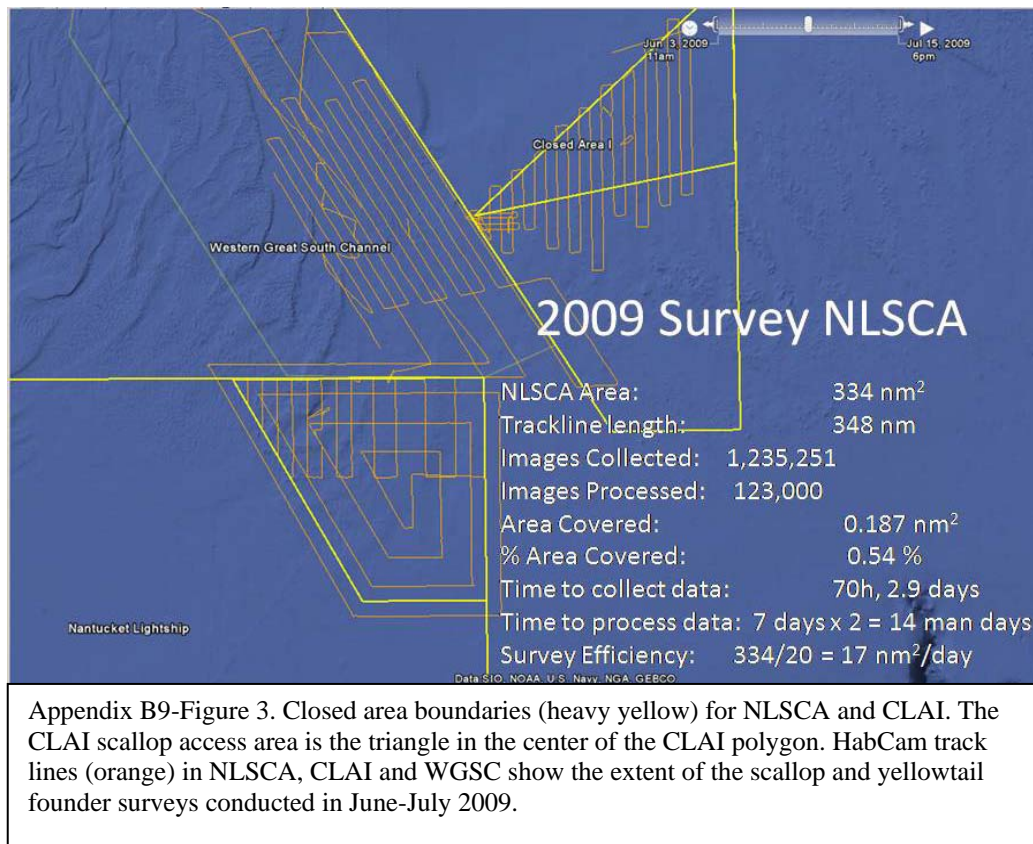 Jun 3, 2009
11am
Jul 15, 2009
6pm
Closed Area I
Western Great South Channel
2009 Survey NLSCA
NLSCA Area: 334 nm²
Trackline length: 348 nm
Images Collected: 1,235,251
Images Processed: 123,000
Area Covered: 0.187 nm²
% Area Covered: 0.54 %
Time to collect data: 70h, 2.9 days
Time to process data: 7 days x 2 = 14 man days
Survey Efficiency: 334/20 = 17 nm²/day
Nantucket Lightship
Data SIO, NOAA, U.S. Navy, NGA, GEBCO
Appendix B9-Figure 3. Closed area boundaries (heavy yellow) for NLSCA and CLAI. The
CLAI scallop access area is the triangle in the center of the CLAI polygon. HabCam track
lines (orange) in NLSCA, CLAI and WGSC show the extent of the scallop and yellowtail
founder surveys conducted in June-July 2009.